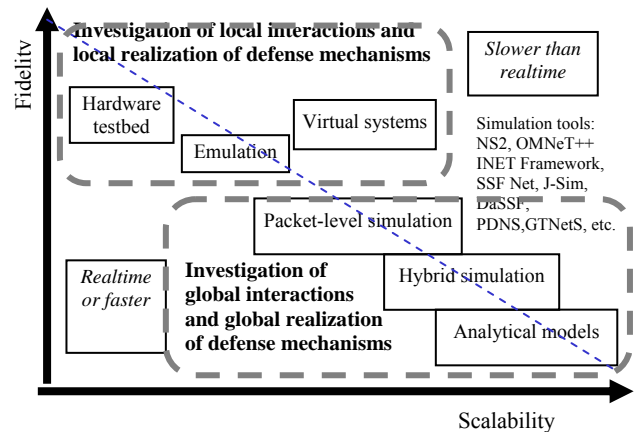 Investigation of local interactions and
local realization of defense mechanisms
Slower than
realtime
Fidelity
Hardware
testbed
Virtual systems
Emulation
Simulation tools:
NS2, OMNeT++
INET Framework,
SSF Net, J-Sim,
DaSSF,
PDNS,GTNetS, etc.
Packet-level simulation
Realtime
or faster
Investigation of
global interactions
and global realization
of defense mechanisms
Hybrid simulation
Analytical models
Scalability